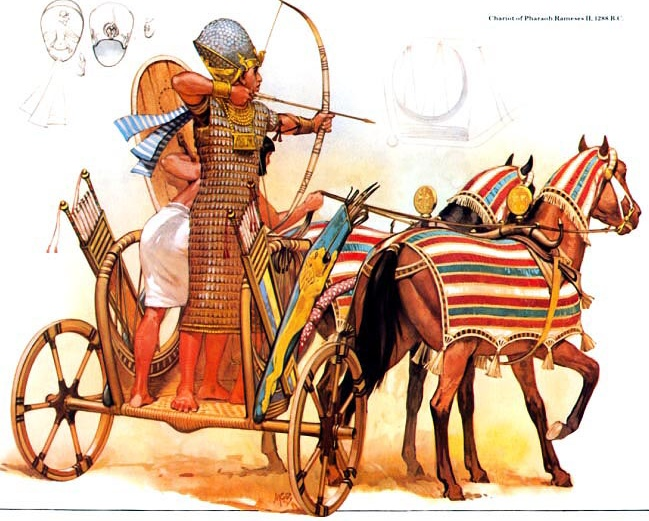 Chariot of Pharaoh Rameses II, 1288 B.C.